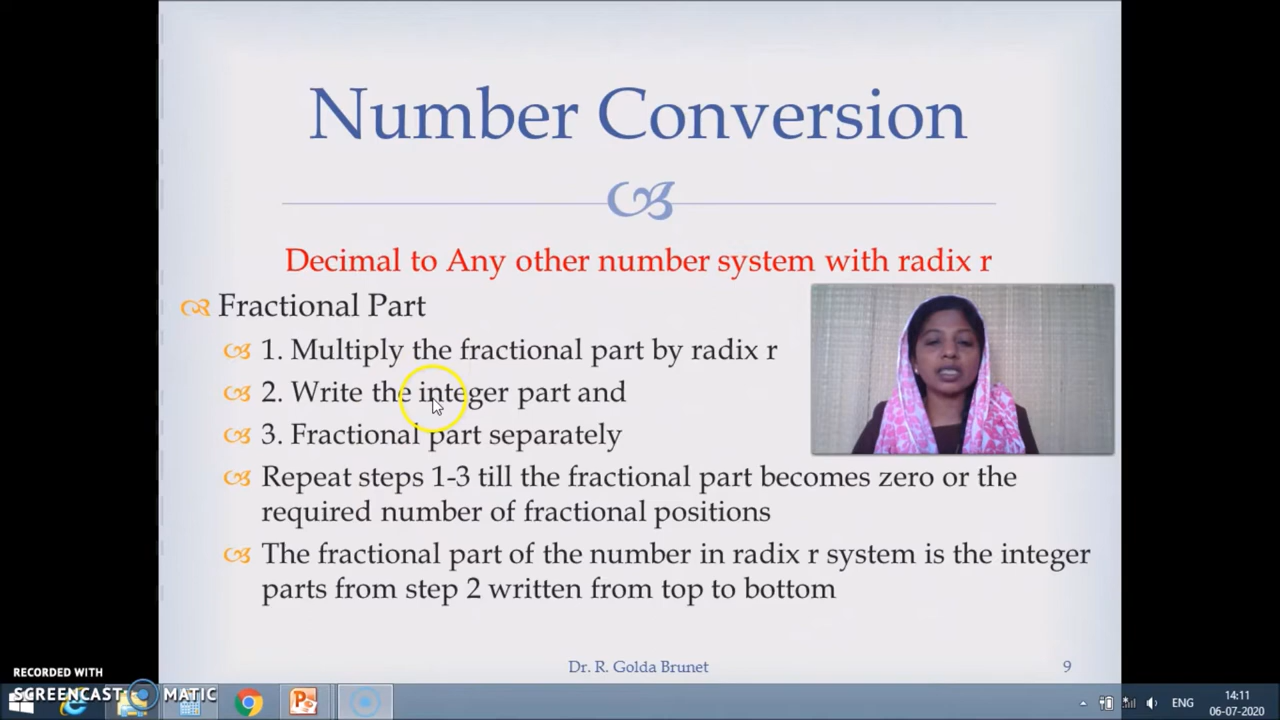 Number Conversion
Decimal to Any other number system with radix r
Fractional Part
1. Multiply the fractional part by radix r
2. Write the integer part and
3. Fractional part separately
Repeat steps 1-3 till the fractional part becomes zero or the
required number of fractional positions
The fractional part of the number in radix r system is the integer
parts from step 2 written from top to bottom
Dr. R. Golda Brunet
9
RECORDED WITH
SCREENCAST MATIC
ENG
14:11
06-07-2020